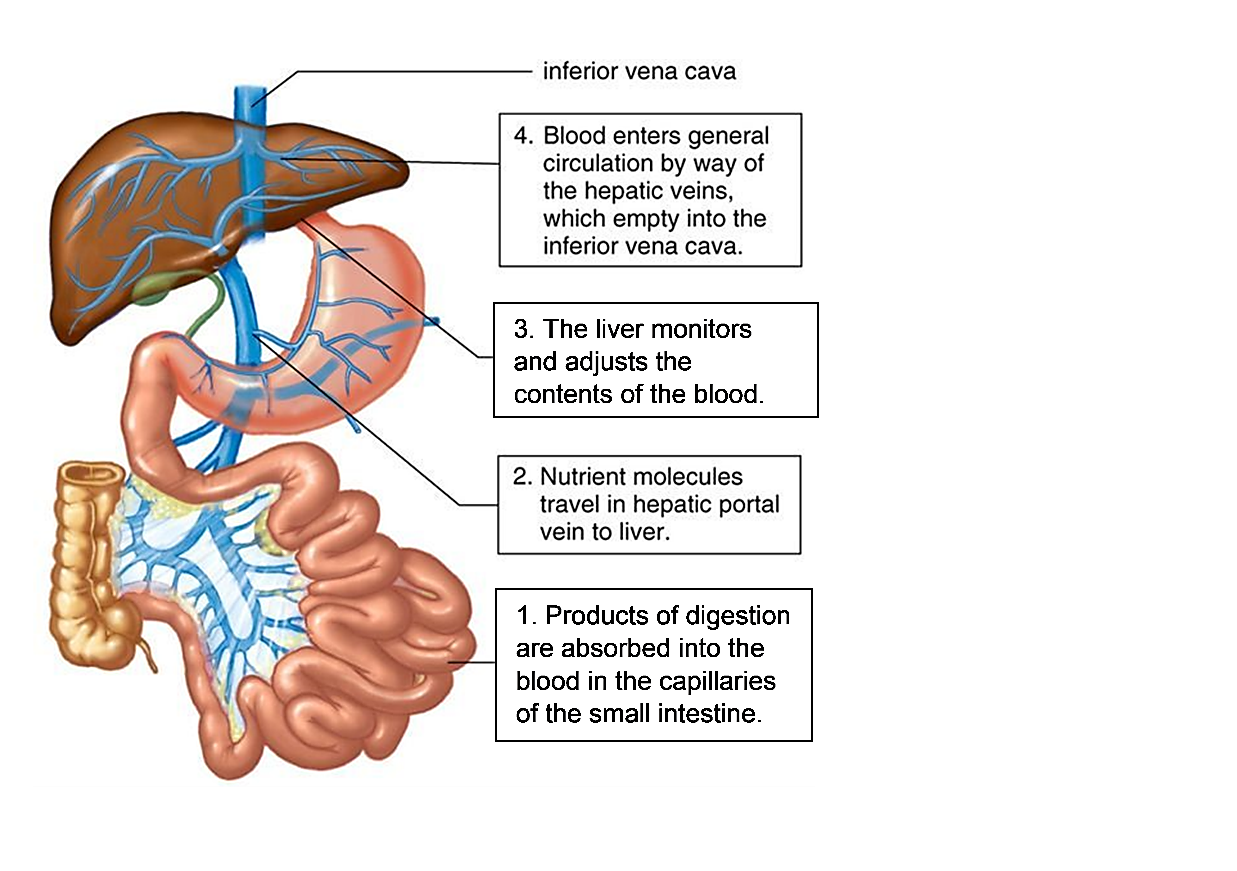 inferior vena cava
4. Blood enters general
circulation by way of
the hepatic veins,
which empty into the
inferior vena cava.
3. The liver monitors
and adjusts the
contents of the blood.
2. Nutrient molecules
travel in hepatic portal
vein to liver.
1. Products of digestion
are absorbed into the
blood in the capillaries
of the small intestine.